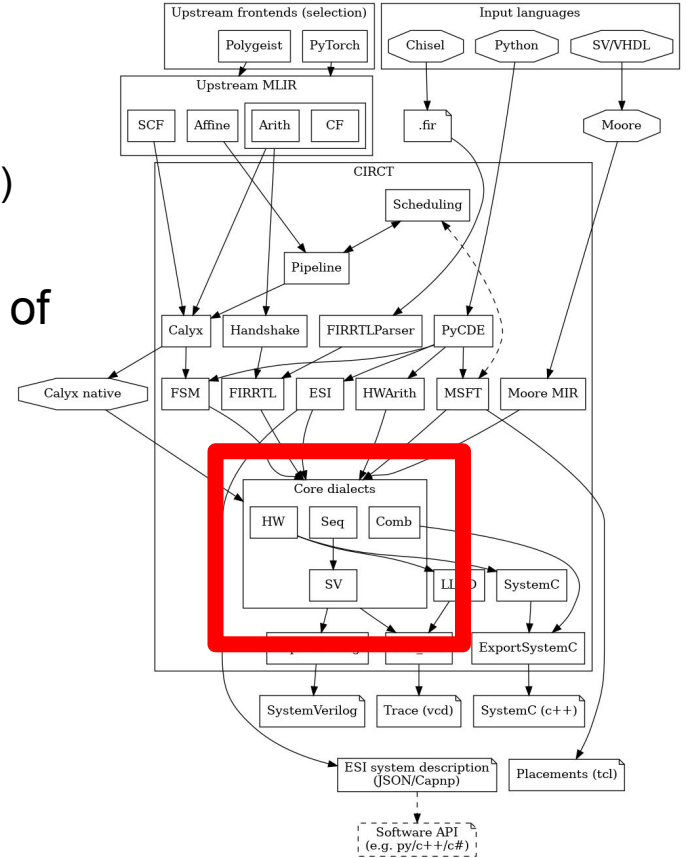 Upstream frontends (selection)
Input languages
Polygeist
PyTorch
Chisel
Python
SV/VHDL
Upstream MLIR
SCF
Affine
Arith
CF
.fir
Moore
)
CIRCT
Scheduling
Pipeline
of
Calyx
Handshake
FIRRTLParser
PyCDE
Calyx native
FSM
FIRRTL
ESI
HWArith
MSFT
Moore MIR
Core dialects
HW
Seq
Comb
SV
SystemC
ExportSystemC
SystemVerilog
Trace (vcd)
SystemC (c++)
ESI system description
(JSON/Capnp)
Placements (tcl)
Software API
(e.g. py/c++/c#)